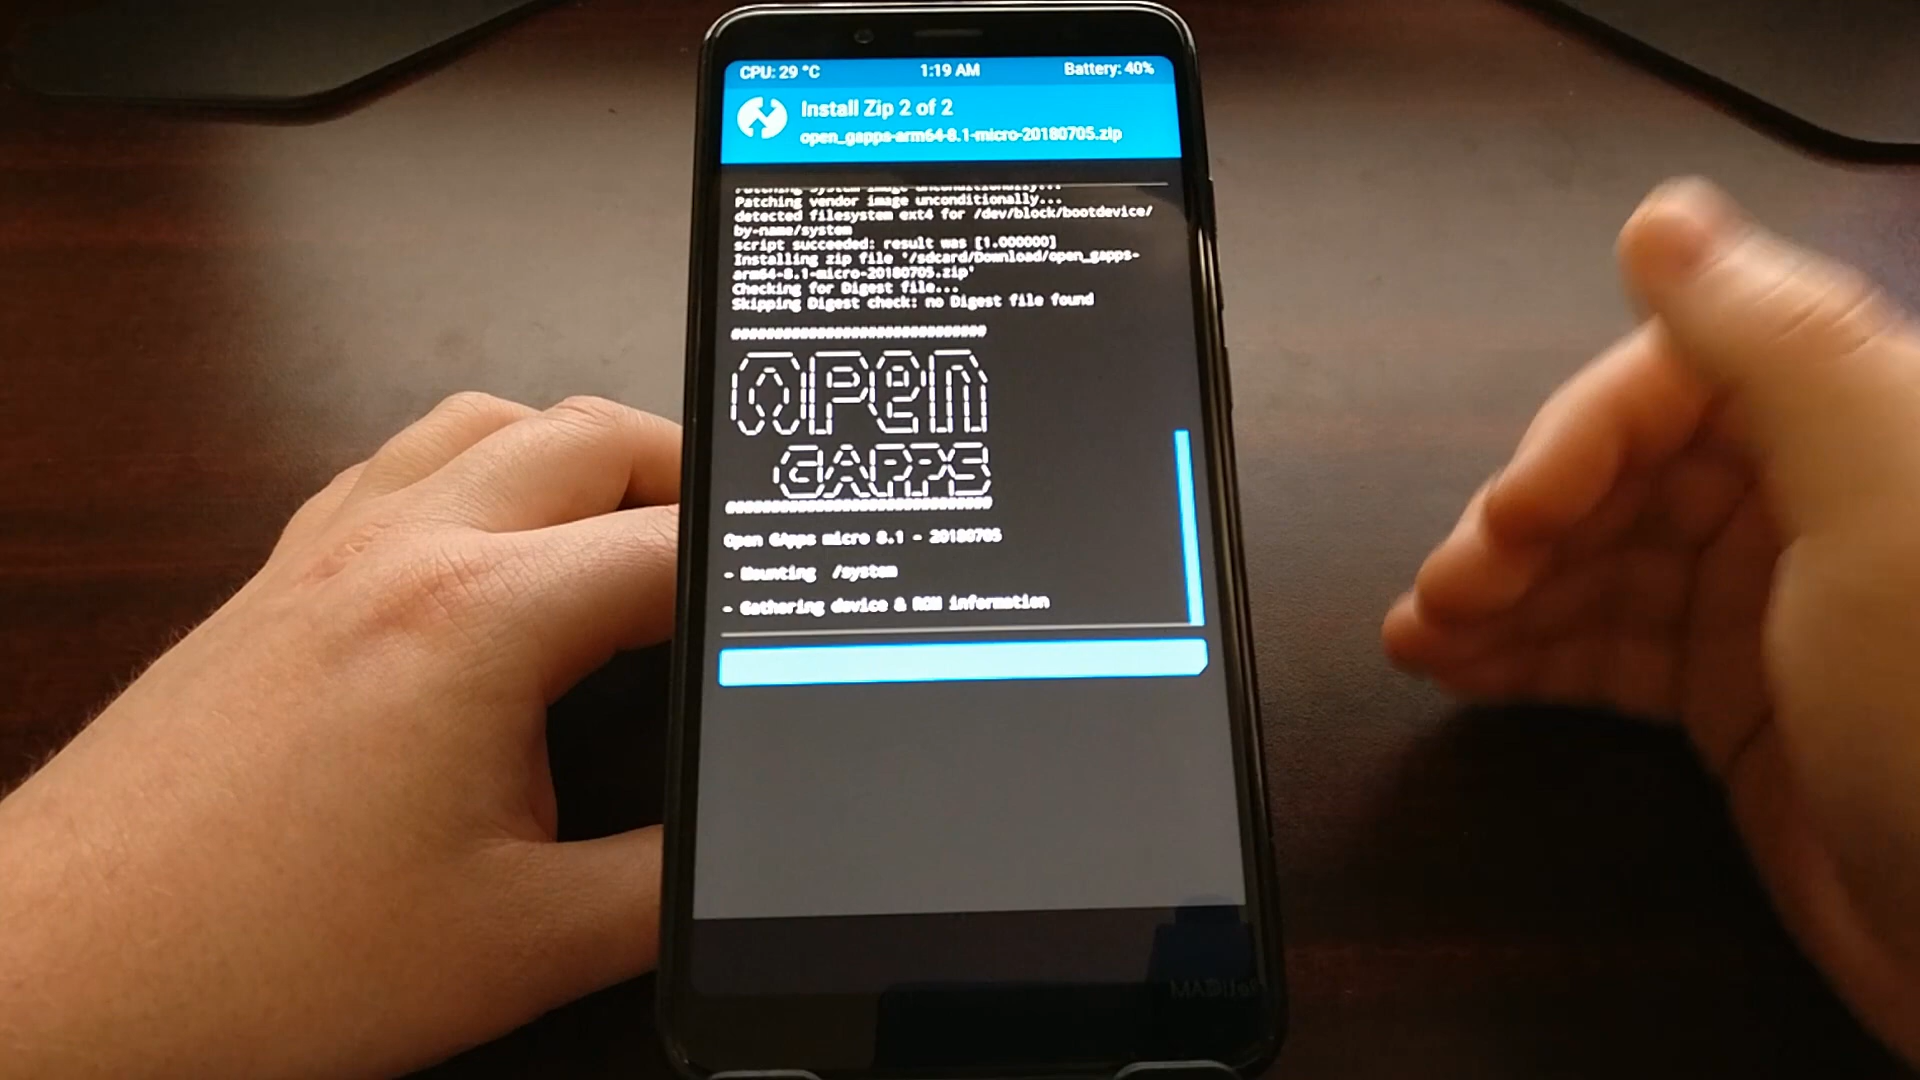 CPU: 29 °C 1:19 AM Battery: 40%
Install Zip 2 of 2
open_gapps-arm64-8.1-micro-20180705.zip
Patching system image unconditionally...
Patching vendor image unconditionally...
detected filesystem ext4 for /dev/block/bootdevice/
by-name/system
script succeeded: result was [1.000000]
Installing zip file '/sdcard/Download/open_gapps-
arm64-8.1-micro-20180705.zip'
Checking for Digest file...
Skipping Digest check: no Digest file found
##############################
OPen
GAPPS
##############################
Open GApps micro 8.1 - 20180705
- Mounting /system
- Gathering device & ROM information